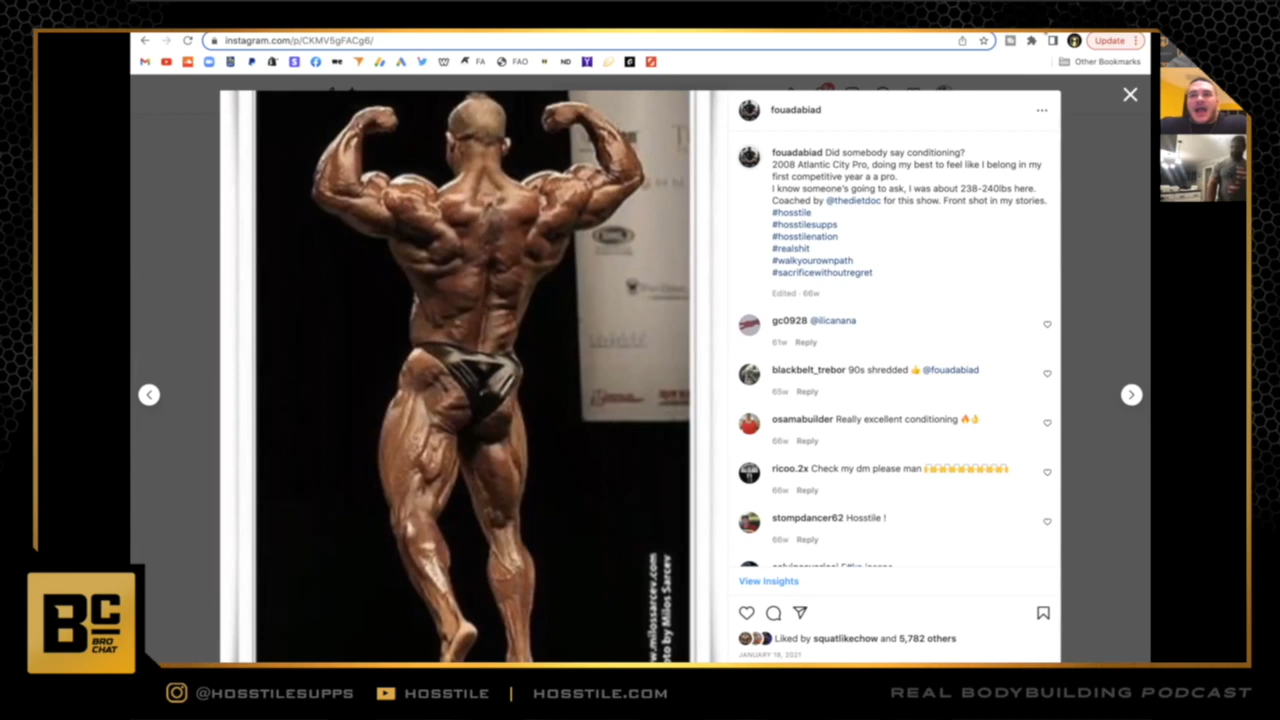 instagram.com/p/CKMV5gFACg6/
Update
FA
FAO
ND
Other Bookmarks
fouadabiad
fouadabiad Did somebody say conditioning?
2008 Atlantic City Pro, doing my best to feel like I belong in my
first competitive year a a pro.
I know someone's going to ask, I was about 238-240lbs here.
Coached by @thedietdoc for this show. Front shot in my stories.
#hosstile
#hosstilesupps
#hosstilenation
#realshit
#walkyourownpath
#sacrificewithoutregret
Edited · 66w
gc0928 @ilicanana
61w Reply
blackbelt_trebor 90s shredded 👍 @fouadabiad
65w Reply
osamabuilder Really excellent conditioning 🔥👌
66w Reply
ricoo.2x Check my dm please man 🙌🙌🙌🙌🙌🙌🙌🙌
66w Reply
stompdancer62 Hosstile !
66w Reply
View Insights
Liked by squatlikechow and 5,782 others
JANUARY 18, 2021
w.milossarcev.com
oto by Milos Sarcev
BC
BRO
CHAT
@HOSSTILESUPPS
HOSSTILE | HOSSTILE.COM
REAL BODYBUILDING PODCAST